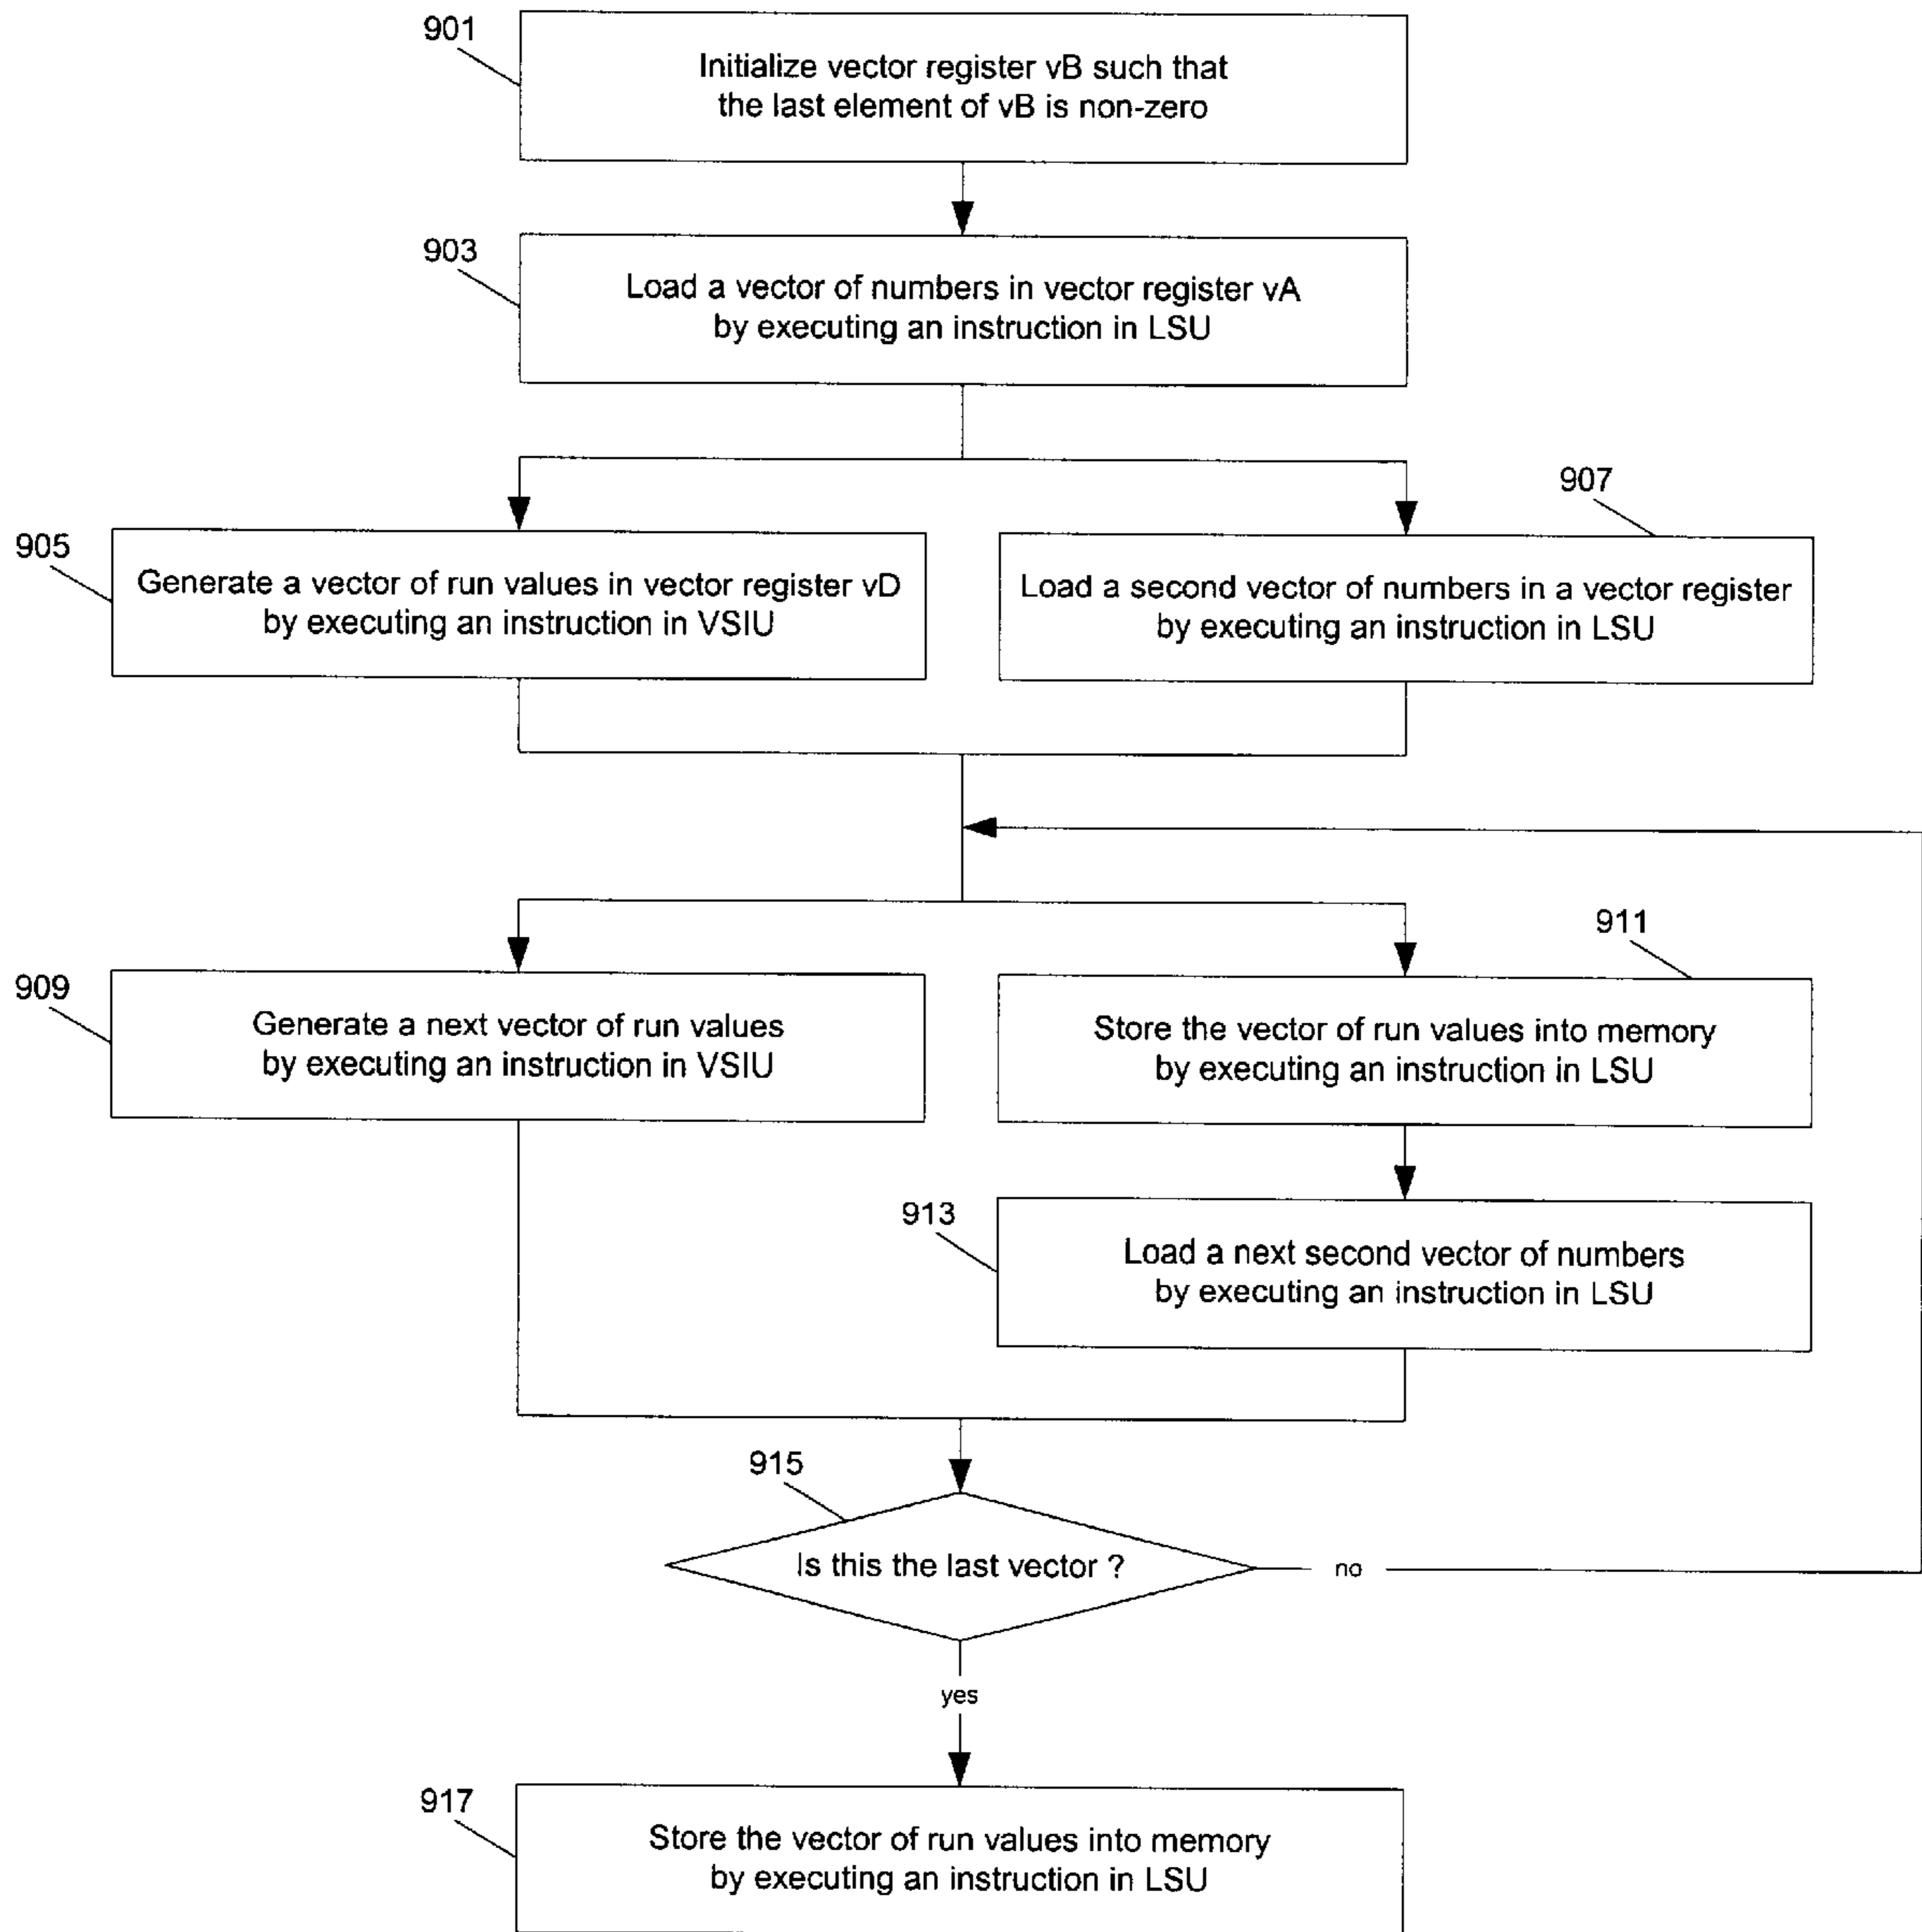 901
Initialize vector register vB such that
the last element of vB is non-zero
903
Load a vector of numbers in vector register vA
by executing an instruction in LSU
907
905
Generate a vector of run values in vector register vD
by executing an instruction in VSIU
Load a second vector of numbers in a vector register
by executing an instruction in LSU
911
909
Generate a next vector of run values
by executing an instruction in VSIU
Store the vector of run values into memory
by executing an instruction in LSU
913
Load a next second vector of numbers
by executing an instruction in LSU
915
Is this the last vector ?
no
yes
917
Store the vector of run values into memory
by executing an instruction in LSU